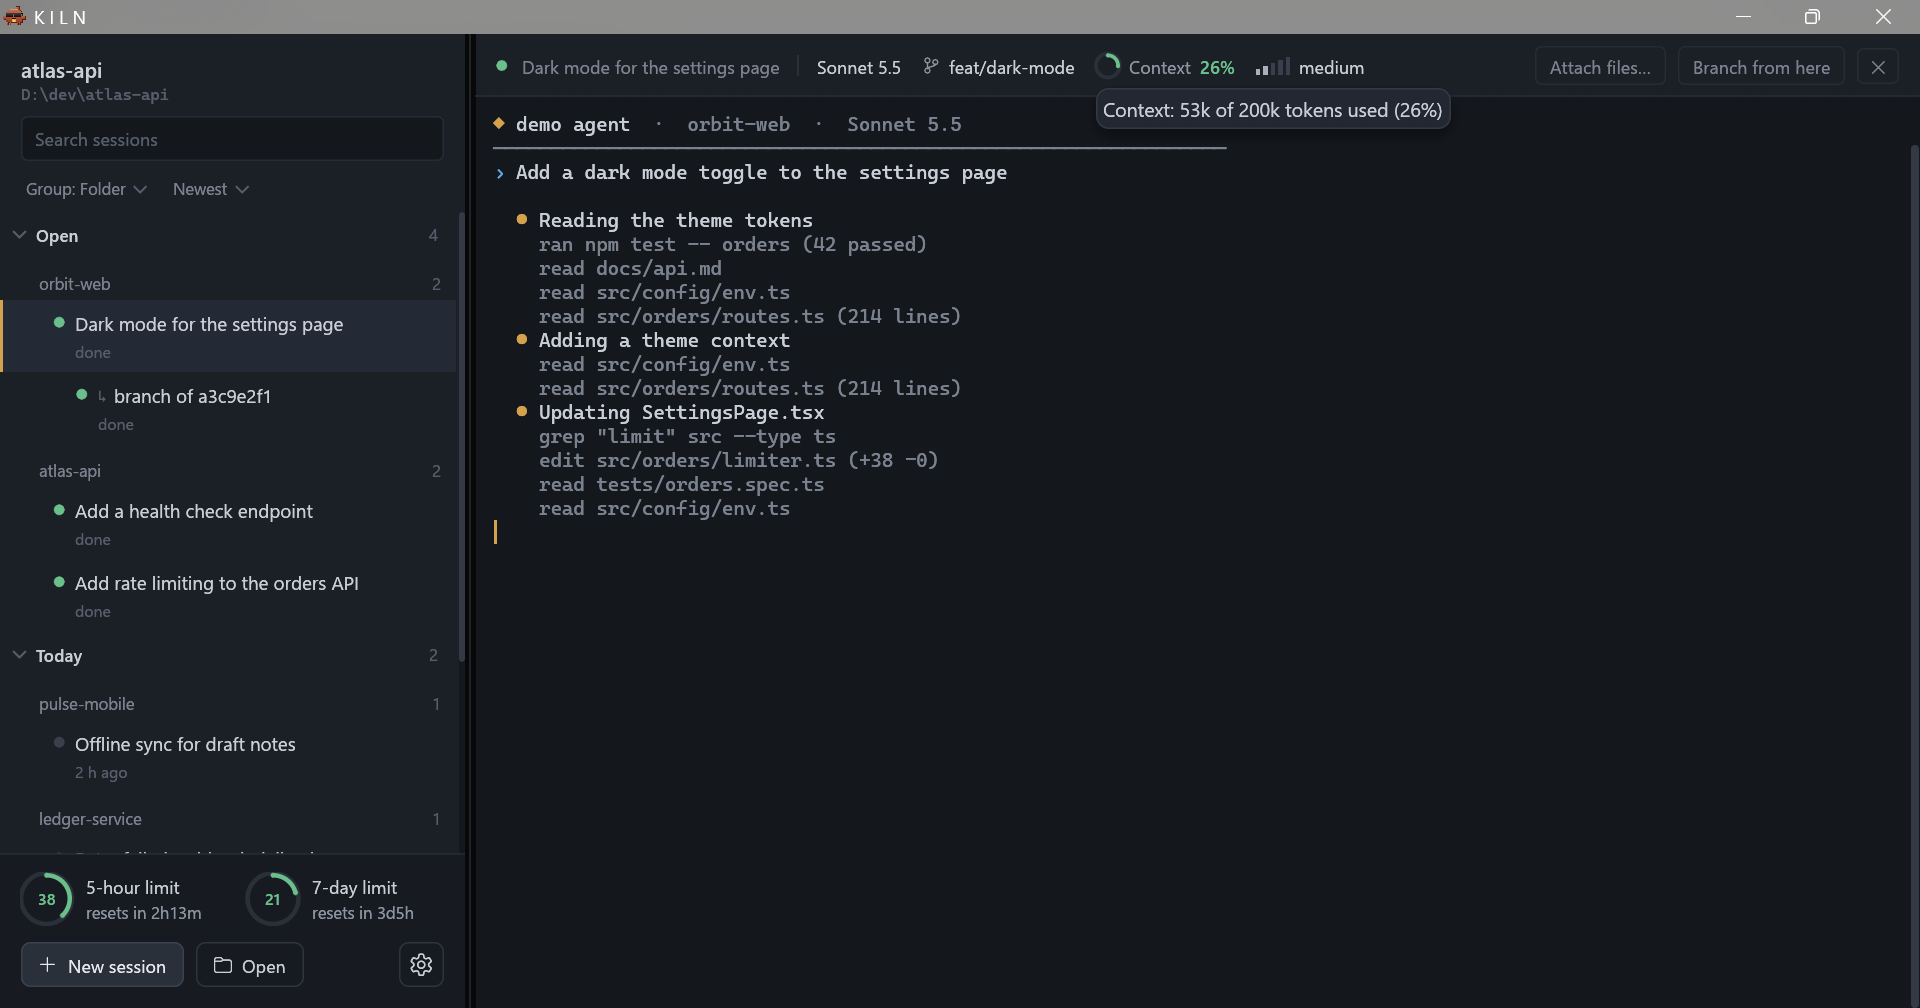 KILN
atlas-api
D:\dev\atlas-api
Search sessions
Group: Folder
Newest
Open 4
orbit-web 2
Dark mode for the settings page
done
↳ branch of a3c9e2f1
done
atlas-api 2
Add a health check endpoint
done
Add rate limiting to the orders API
done
Today 2
pulse-mobile 1
Offline sync for draft notes
2 h ago
ledger-service 1
38 5-hour limit
resets in 2h13m
21 7-day limit
resets in 3d5h
+ New session
Open
Dark mode for the settings page
Sonnet 5.5
feat/dark-mode
Context 26%
medium
Attach files...
Branch from here
Context: 53k of 200k tokens used (26%)
◆ demo agent · orbit-web · Sonnet 5.5
› Add a dark mode toggle to the settings page
● Reading the theme tokens
ran npm test -- orders (42 passed)
read docs/api.md
read src/config/env.ts
read src/orders/routes.ts (214 lines)
● Adding a theme context
read src/config/env.ts
read src/orders/routes.ts (214 lines)
● Updating SettingsPage.tsx
grep "limit" src --type ts
edit src/orders/limiter.ts (+38 -0)
read tests/orders.spec.ts
read src/config/env.ts